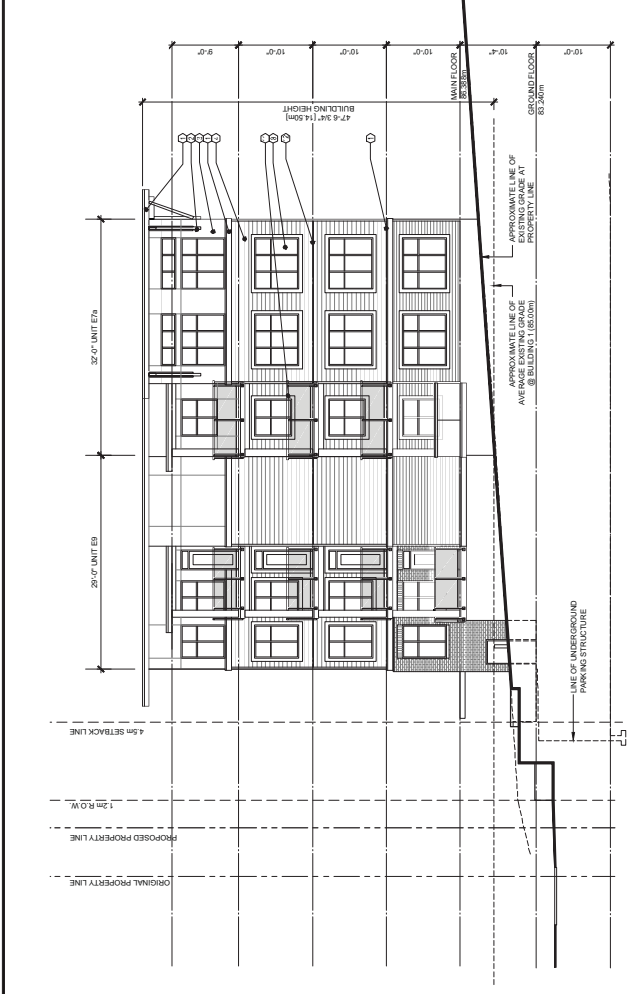 9'-0"
10'-0"
10'-0"
10'-0"
10'-4"
10'-0"
MAIN FLOOR
86.388m
GROUND FLOOR
83.240m
47'-6 3/4" [14.50m]
BUILDLING HEIGHT
32'-0" UNIT E7a
29'-0" UNIT E9
APPROXIMATE LINE OF
EXISTING GRADE AT
PROPERTY LINE
APPROXIMATE LINE OF
AVERAGE EXISTING GRADE
@ BUILDING 1 (85.00m)
LINE OF UNDERGROUND
PARKING STRUCTURE
4.5m SETBACK LINE
1.2m R.O.W.
PROPOSED PROPERTY LINE
ORIGINAL PROPERTY LINE